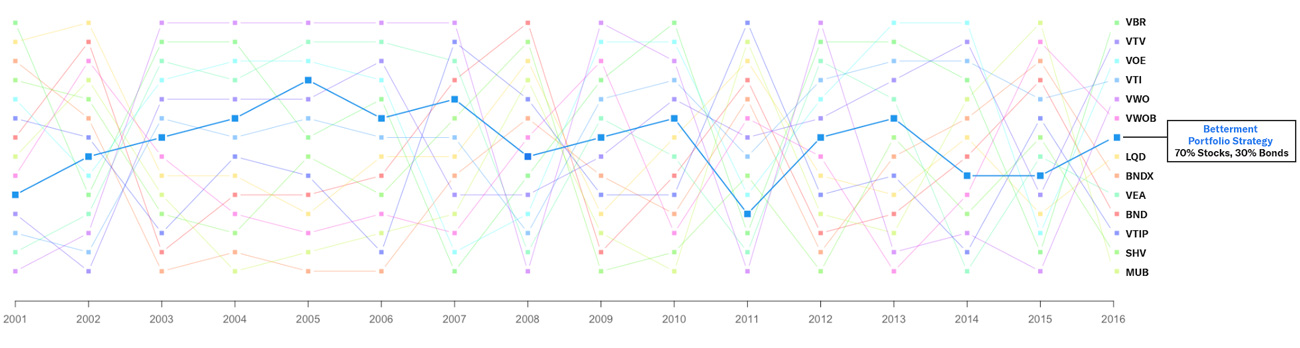 VBR
VTV
VOE
VTI
VWO
VWOB
Betterment
Portfolio Strategy
70% Stocks, 30% Bonds
LQD
BNDX
VEA
BND
VTIP
SHV
MUB
2001 2002 2003 2004 2005 2006 2007 2008 2009 2010 2011 2012 2013 2014 2015 2016